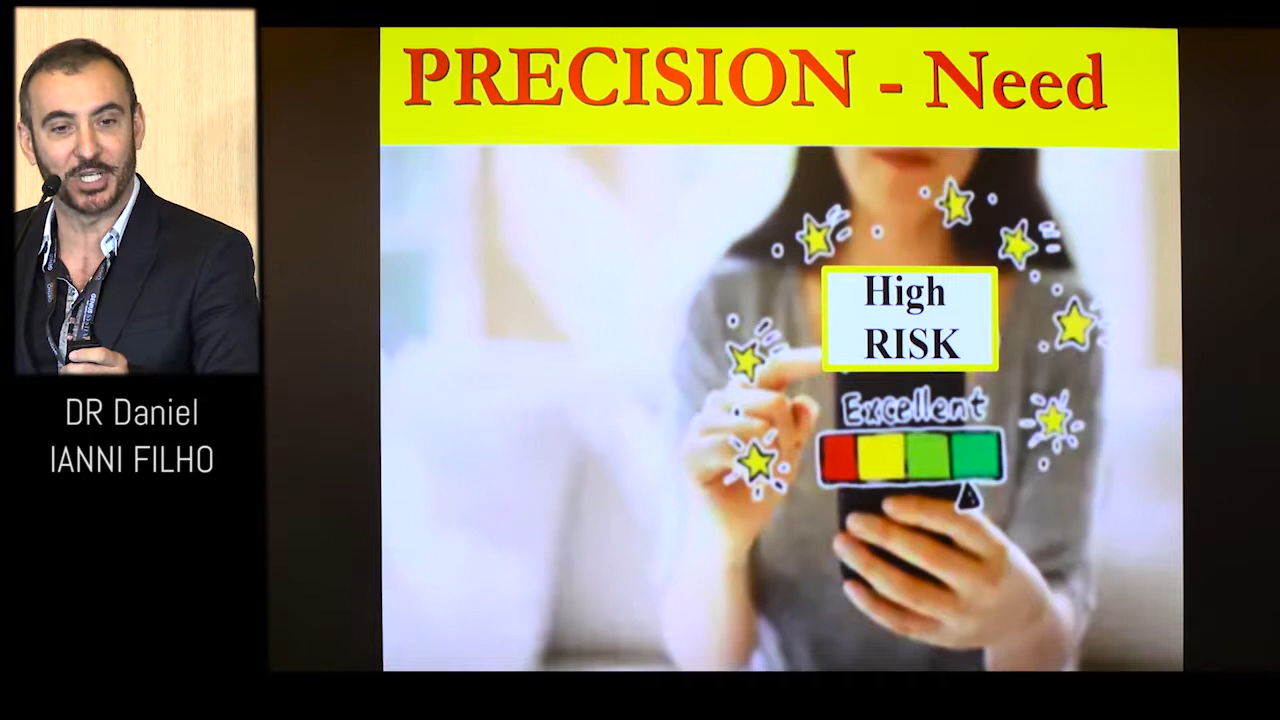 PRECISION - Need
High
RISK
Excellent
DR Daniel
IANNI FILHO